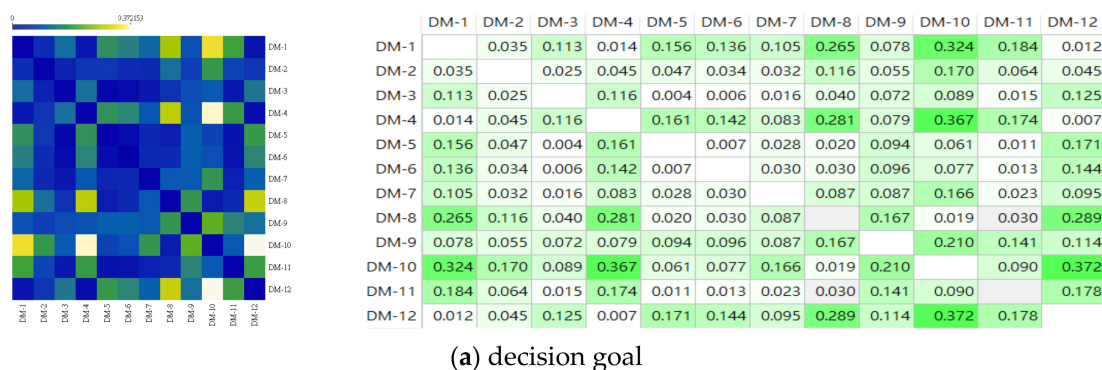 0 0.372153
DM-1
DM-2
DM-3
DM-4
DM-5
DM-6
DM-7
DM-8
DM-9
DM-10
DM-11
DM-12
DM-1 DM-2 DM-3 DM-4 DM-5 DM-6 DM-7 DM-8 DM-9 DM-10 DM-11 DM-12
DM-1 DM-2 DM-3 DM-4 DM-5 DM-6 DM-7 DM-8 DM-9 DM-10 DM-11 DM-12
DM-1 0.035 0.113 0.014 0.156 0.136 0.105 0.265 0.078 0.324 0.184 0.012
DM-2 0.035 0.025 0.045 0.047 0.034 0.032 0.116 0.055 0.170 0.064 0.045
DM-3 0.113 0.025 0.116 0.004 0.006 0.016 0.040 0.072 0.089 0.015 0.125
DM-4 0.014 0.045 0.116 0.161 0.142 0.083 0.281 0.079 0.367 0.174 0.007
DM-5 0.156 0.047 0.004 0.161 0.007 0.028 0.020 0.094 0.061 0.011 0.171
DM-6 0.136 0.034 0.006 0.142 0.007 0.030 0.030 0.096 0.077 0.013 0.144
DM-7 0.105 0.032 0.016 0.083 0.028 0.030 0.087 0.087 0.166 0.023 0.095
DM-8 0.265 0.116 0.040 0.281 0.020 0.030 0.087 0.167 0.019 0.030 0.289
DM-9 0.078 0.055 0.072 0.079 0.094 0.096 0.087 0.167 0.210 0.141 0.114
DM-10 0.324 0.170 0.089 0.367 0.061 0.077 0.166 0.019 0.210 0.090 0.372
DM-11 0.184 0.064 0.015 0.174 0.011 0.013 0.023 0.030 0.141 0.090 0.178
DM-12 0.012 0.045 0.125 0.007 0.171 0.144 0.095 0.289 0.114 0.372 0.178
(a) decision goal